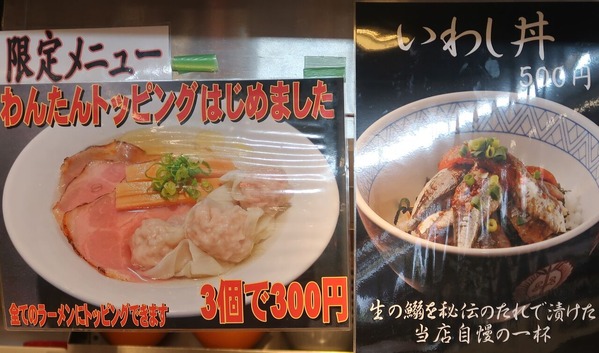 限定メニュー
わんたんトッピングはじめました
全てのラーメンにトッピングできます
3個で300円
いわし丼
500円
生の鰯を秘伝のたれで漬けた
当店自慢の一杯